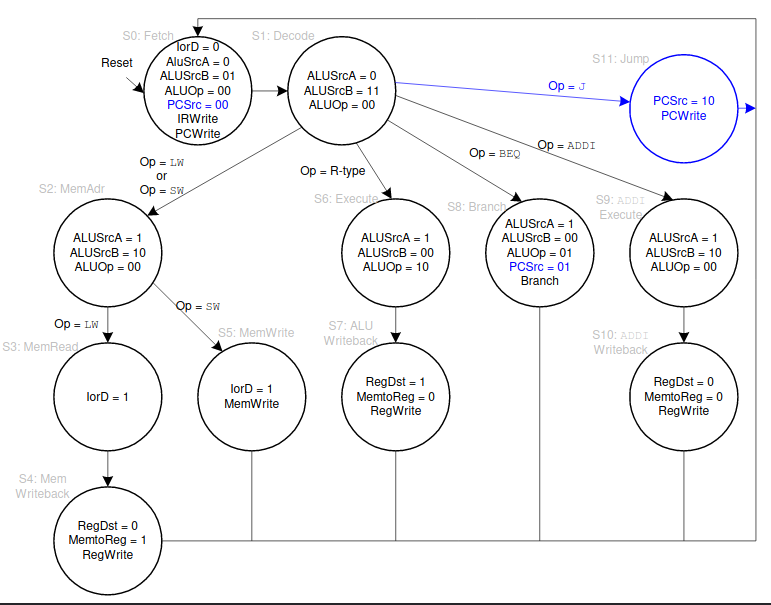 S0: Fetch
S1: Decode
Reset
IorD = 0
AluSrcA = 0
ALUSrcB = 01
ALUOp = 00
PCSrc = 00
IRWrite
PCWrite
ALUSrcA = 0
ALUSrcB = 11
ALUOp = 00
S11: Jump
Op = J
PCSrc = 10
PCWrite
Op = LW
or
Op = SW
Op = R-type
Op = BEQ
Op = ADDI
S2: MemAdr
ALUSrcA = 1
ALUSrcB = 10
ALUOp = 00
S6: Execute
ALUSrcA = 1
ALUSrcB = 00
ALUOp = 10
S8: Branch
ALUSrcA = 1
ALUSrcB = 00
ALUOp = 01
PCSrc = 01
Branch
S9: ADDI
Execute
ALUSrcA = 1
ALUSrcB = 10
ALUOp = 00
Op = LW
Op = SW
S3: MemRead
IorD = 1
S5: MemWrite
IorD = 1
MemWrite
S7: ALU
Writeback
RegDst = 1
MemtoReg = 0
RegWrite
S10: ADDI
Writeback
RegDst = 0
MemtoReg = 0
RegWrite
S4: Mem
Writeback
RegDst = 0
MemtoReg = 1
RegWrite